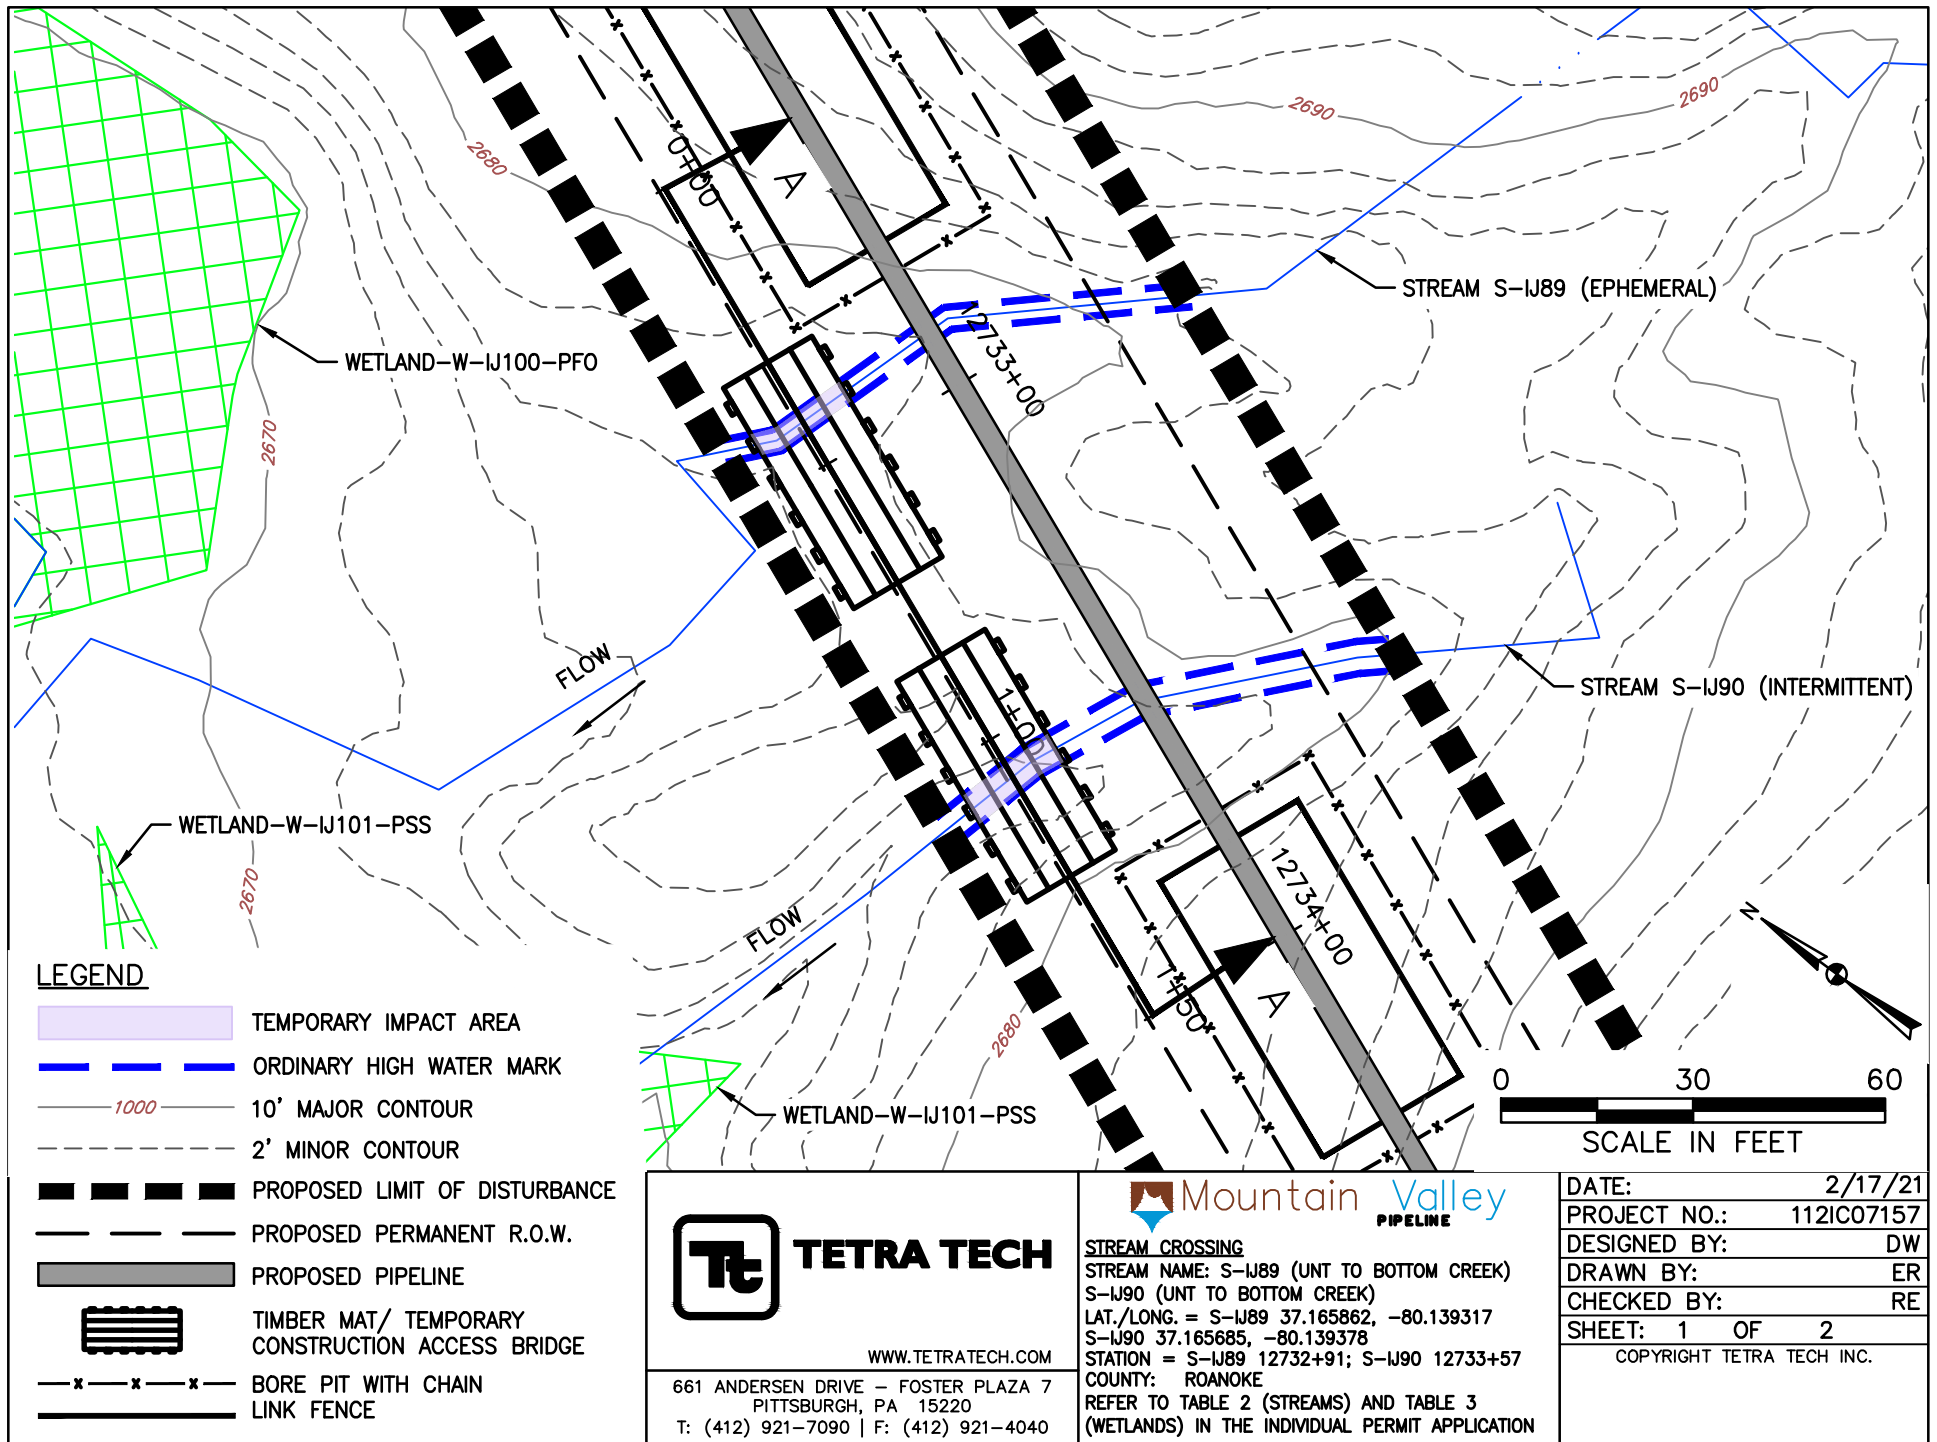 2680
2690
2690
0+00
A
STREAM S-IJ89 (EPHEMERAL)
WETLAND-W-IJ100-PFO
12733+00
2670
FLOW
STREAM S-IJ90 (INTERMITTENT)
1+00
WETLAND-W-IJ101-PSS
2670
12734+00
FLOW
N
1+50
A
2680
WETLAND-W-IJ101-PSS
0 30 60
SCALE IN FEET
LEGEND
TEMPORARY IMPACT AREA
ORDINARY HIGH WATER MARK
1000
10' MAJOR CONTOUR
2' MINOR CONTOUR
PROPOSED LIMIT OF DISTURBANCE
PROPOSED PERMANENT R.O.W.
PROPOSED PIPELINE
TIMBER MAT/ TEMPORARY
CONSTRUCTION ACCESS BRIDGE
BORE PIT WITH CHAIN
LINK FENCE
Tt TETRA TECH
WWW.TETRATECH.COM
661 ANDERSEN DRIVE – FOSTER PLAZA 7
PITTSBURGH, PA 15220
T: (412) 921-7090 | F: (412) 921-4040
Mountain Valley
PIPELINE
STREAM CROSSING
STREAM NAME: S-IJ89 (UNT TO BOTTOM CREEK)
S-IJ90 (UNT TO BOTTOM CREEK)
LAT./LONG. = S-IJ89 37.165862, -80.139317
S-IJ90 37.165685, -80.139378
STATION = S-IJ89 12732+91; S-IJ90 12733+57
COUNTY: ROANOKE
REFER TO TABLE 2 (STREAMS) AND TABLE 3
(WETLANDS) IN THE INDIVIDUAL PERMIT APPLICATION
DATE: 2/17/21
PROJECT NO.: 112IC07157
DESIGNED BY: DW
DRAWN BY: ER
CHECKED BY: RE
SHEET: 1 OF 2
COPYRIGHT TETRA TECH INC.